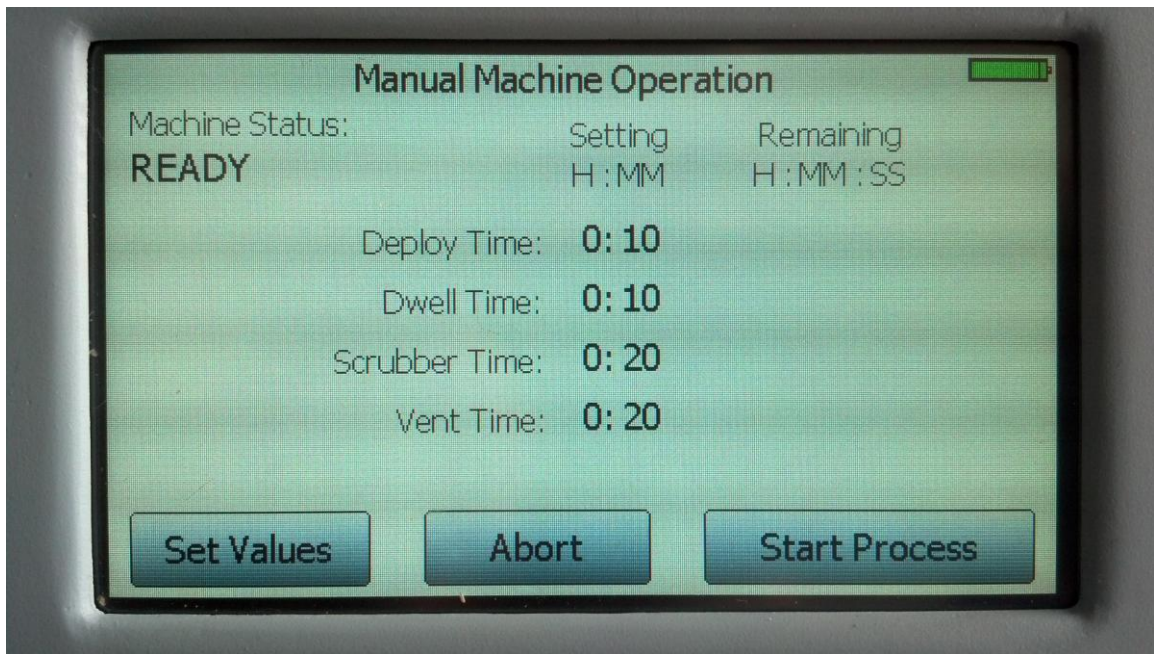 Manual Machine Operation
Machine Status:
READY
Setting Remaining
H : MM H : MM : SS
Deploy Time: 0: 10
Dwell Time: 0: 10
Scrubber Time: 0: 20
Vent Time: 0: 20
Set Values Abort Start Process